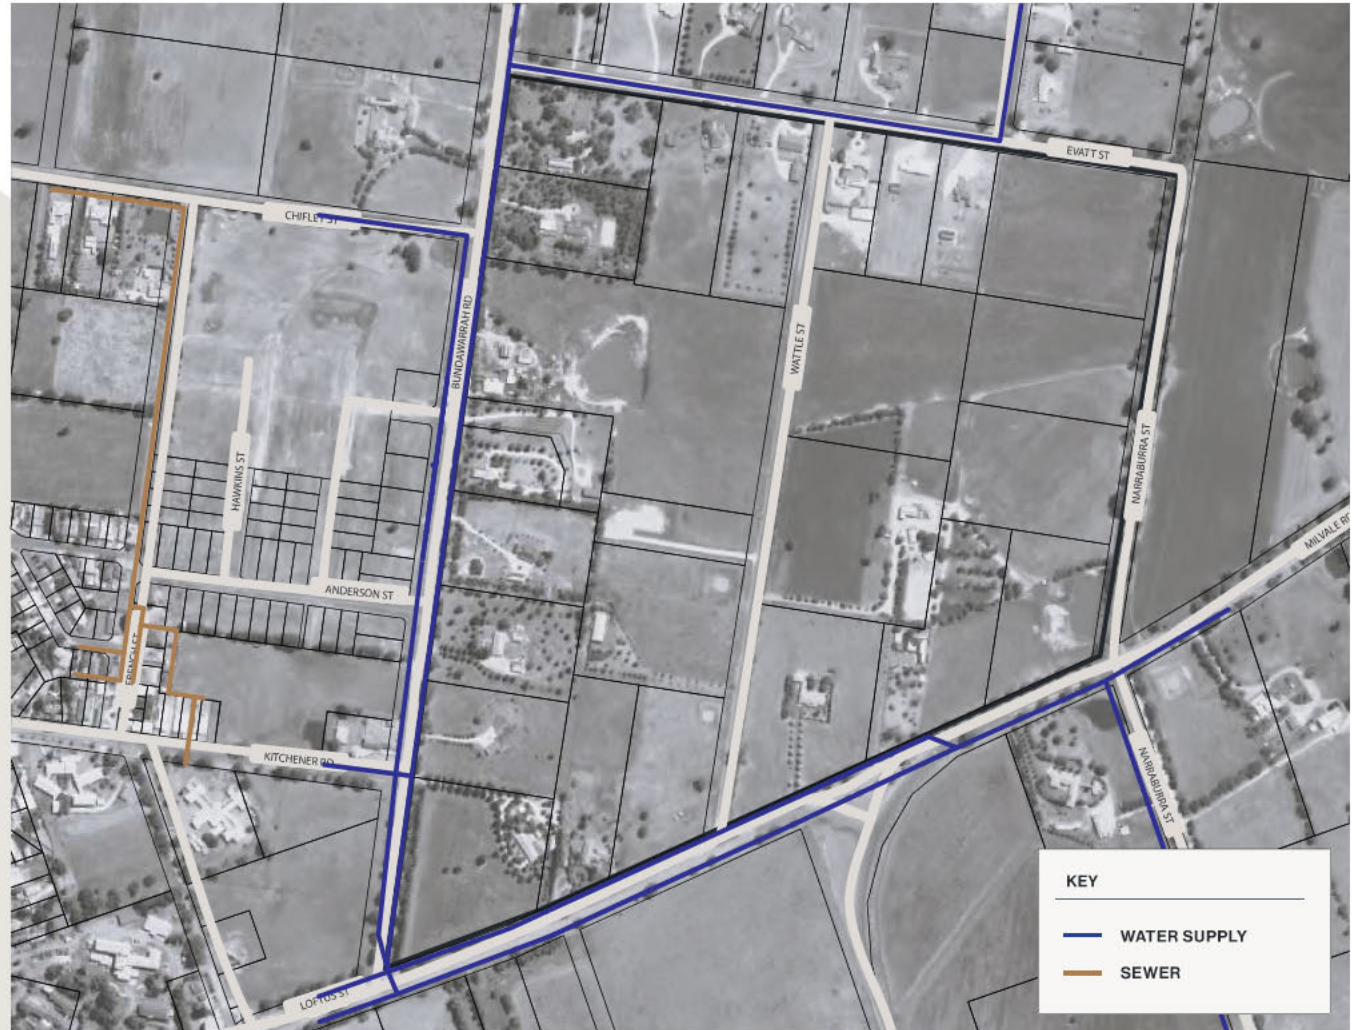 EVATT ST
CHIFLEY ST
BUNDAWARRAH RD
WATTLE ST
HAWKINS ST
NARRABURRA ST
MILVALE RD
ANDERSON ST
FRENCH ST
KITCHENER RD
NARRABURRA ST
LOFTUS ST
KEY
WATER SUPPLY
SEWER